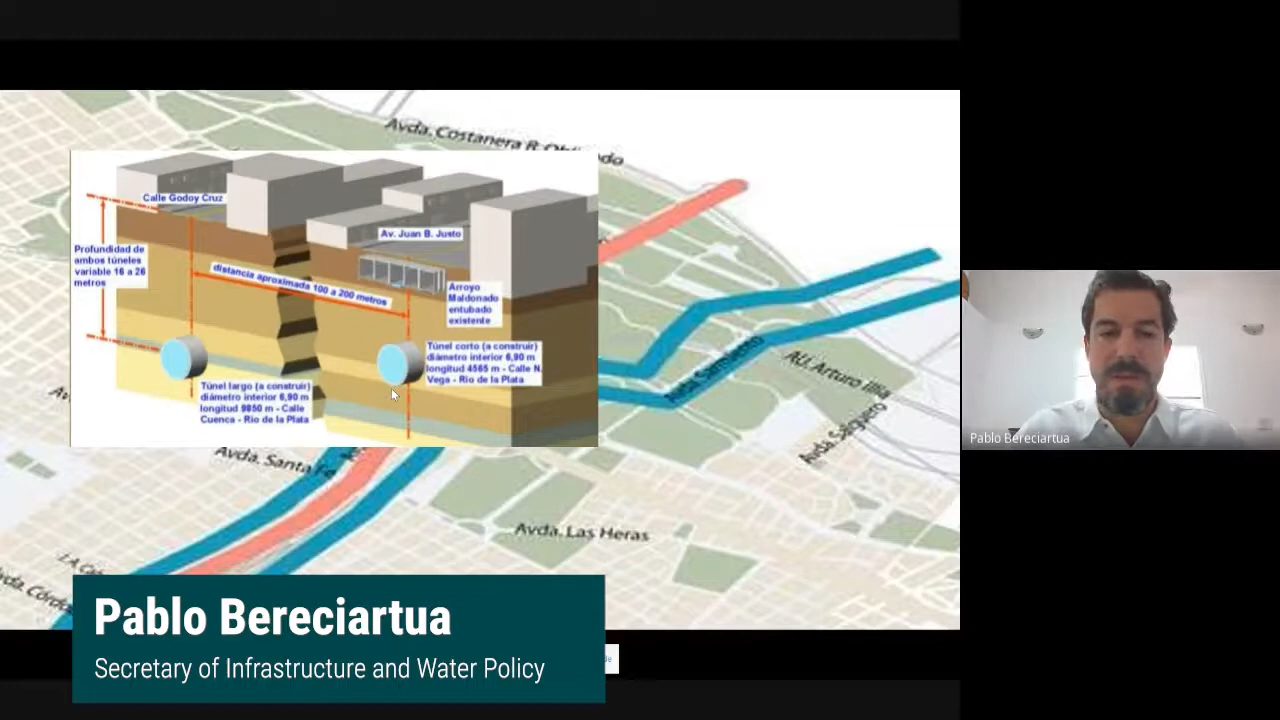 Avda. Costanera R. Obligado
Calle Godoy Cruz
Av. Juan B. Justo
Profundidad de
ambos túneles
variable 16 a 26
metros
distancia aproximada 100 a 200 metros
Arroyo
Maldonado
entubado
existente
Túnel corto (a construir)
diámetro interior 6,90 m
longitud 4565 m - Calle N.
Vega - Rio de la Plata
Túnel largo (a construir)
diámetro interior 6,90 m
longitud 9850 m - Calle
Cuenca - Rio de la Plata
Avda. Sarmiento
AU. Arturo Illia
Avda. Salguero
Avda. Santa Fe
Avda. Las Heras
Avda. Córdo
Pablo Bereciartua
Pablo Bereciartua
Secretary of Infrastructure and Water Policy